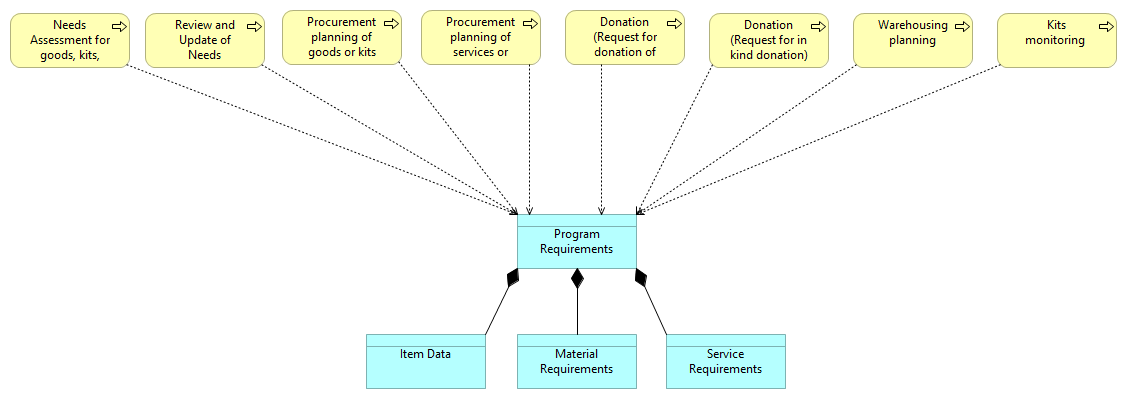 Needs
Assessment for
goods, kits,
Review and
Update of
Needs
Procurement
planning of
goods or kits
Procurement
planning of
services or
Donation
(Request for
donation of
Donation
(Request for in
kind donation)
Warehousing
planning
Kits
monitoring
Program
Requirements
Item Data
Material
Requirements
Service
Requirements